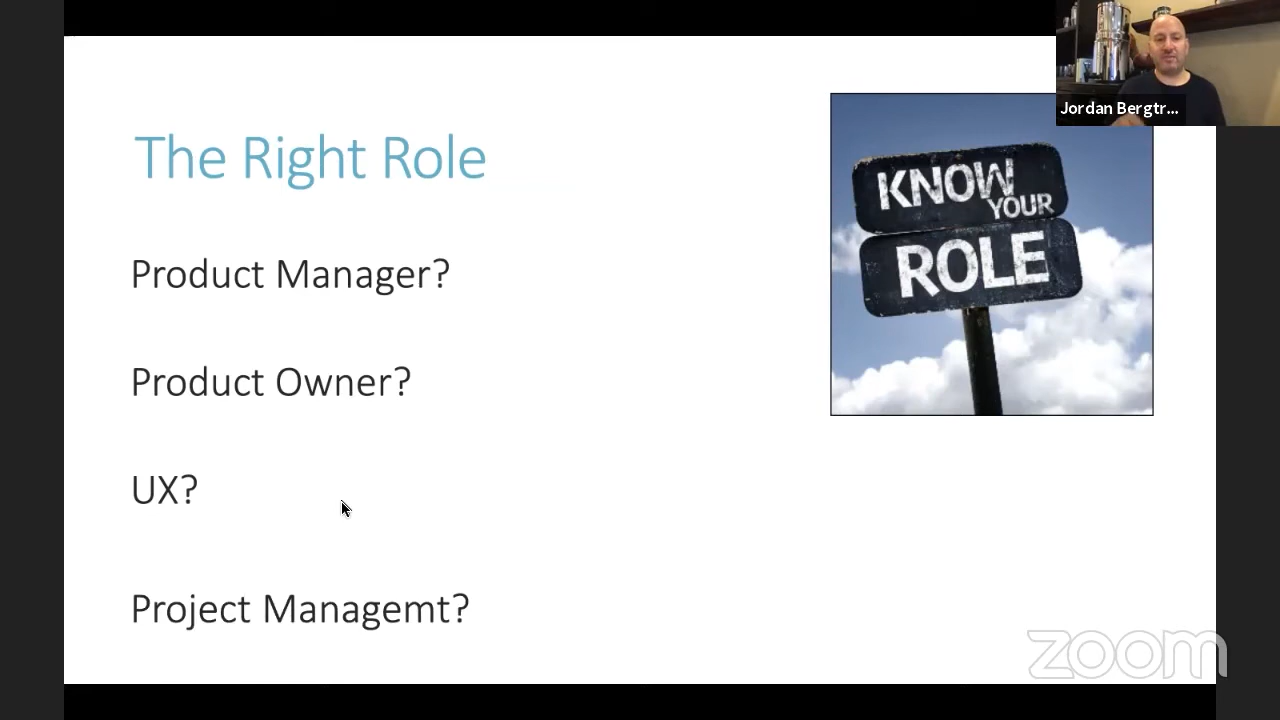 The Right Role
Product Manager?
Product Owner?
UX?
Project Managemt?
KNOW
YOUR
ROLE
Jordan Bergtr...
zoom